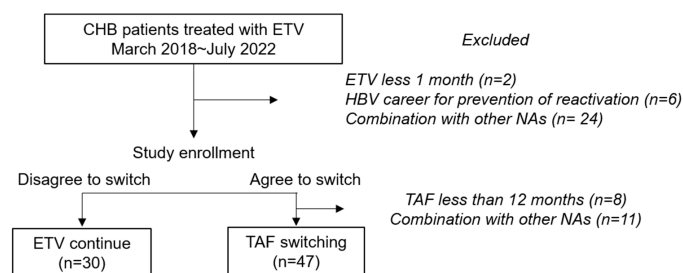 CHB patients treated with ETV
March 2018~July 2022
Excluded
ETV less 1 month (n=2)
HBV career for prevention of reactivation (n=6)
Combination with other NAs (n= 24)
Study enrollment
Disagree to switch
Agree to switch
TAF less than 12 months (n=8)
Combination with other NAs (n=11)
ETV continue
(n=30)
TAF switching
(n=47)